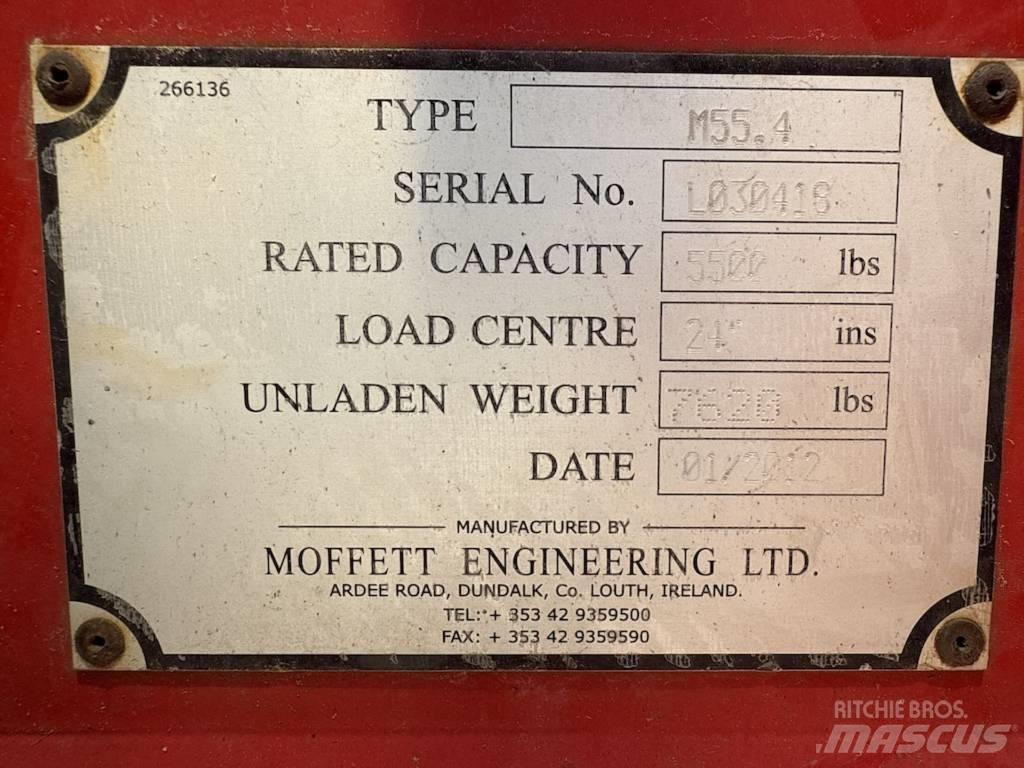 266136
TYPE M55.4
SERIAL No. L030418
RATED CAPACITY 5500 lbs
LOAD CENTRE 24" ins
UNLADEN WEIGHT 7620 lbs
DATE 01/2012
MANUFACTURED BY
MOFFETT ENGINEERING LTD.
ARDEE ROAD, DUNDALK, Co. LOUTH, IRELAND.
TEL: + 353 42 9359500
FAX: + 353 42 9359590
RITCHIE BROS.
MASCUS